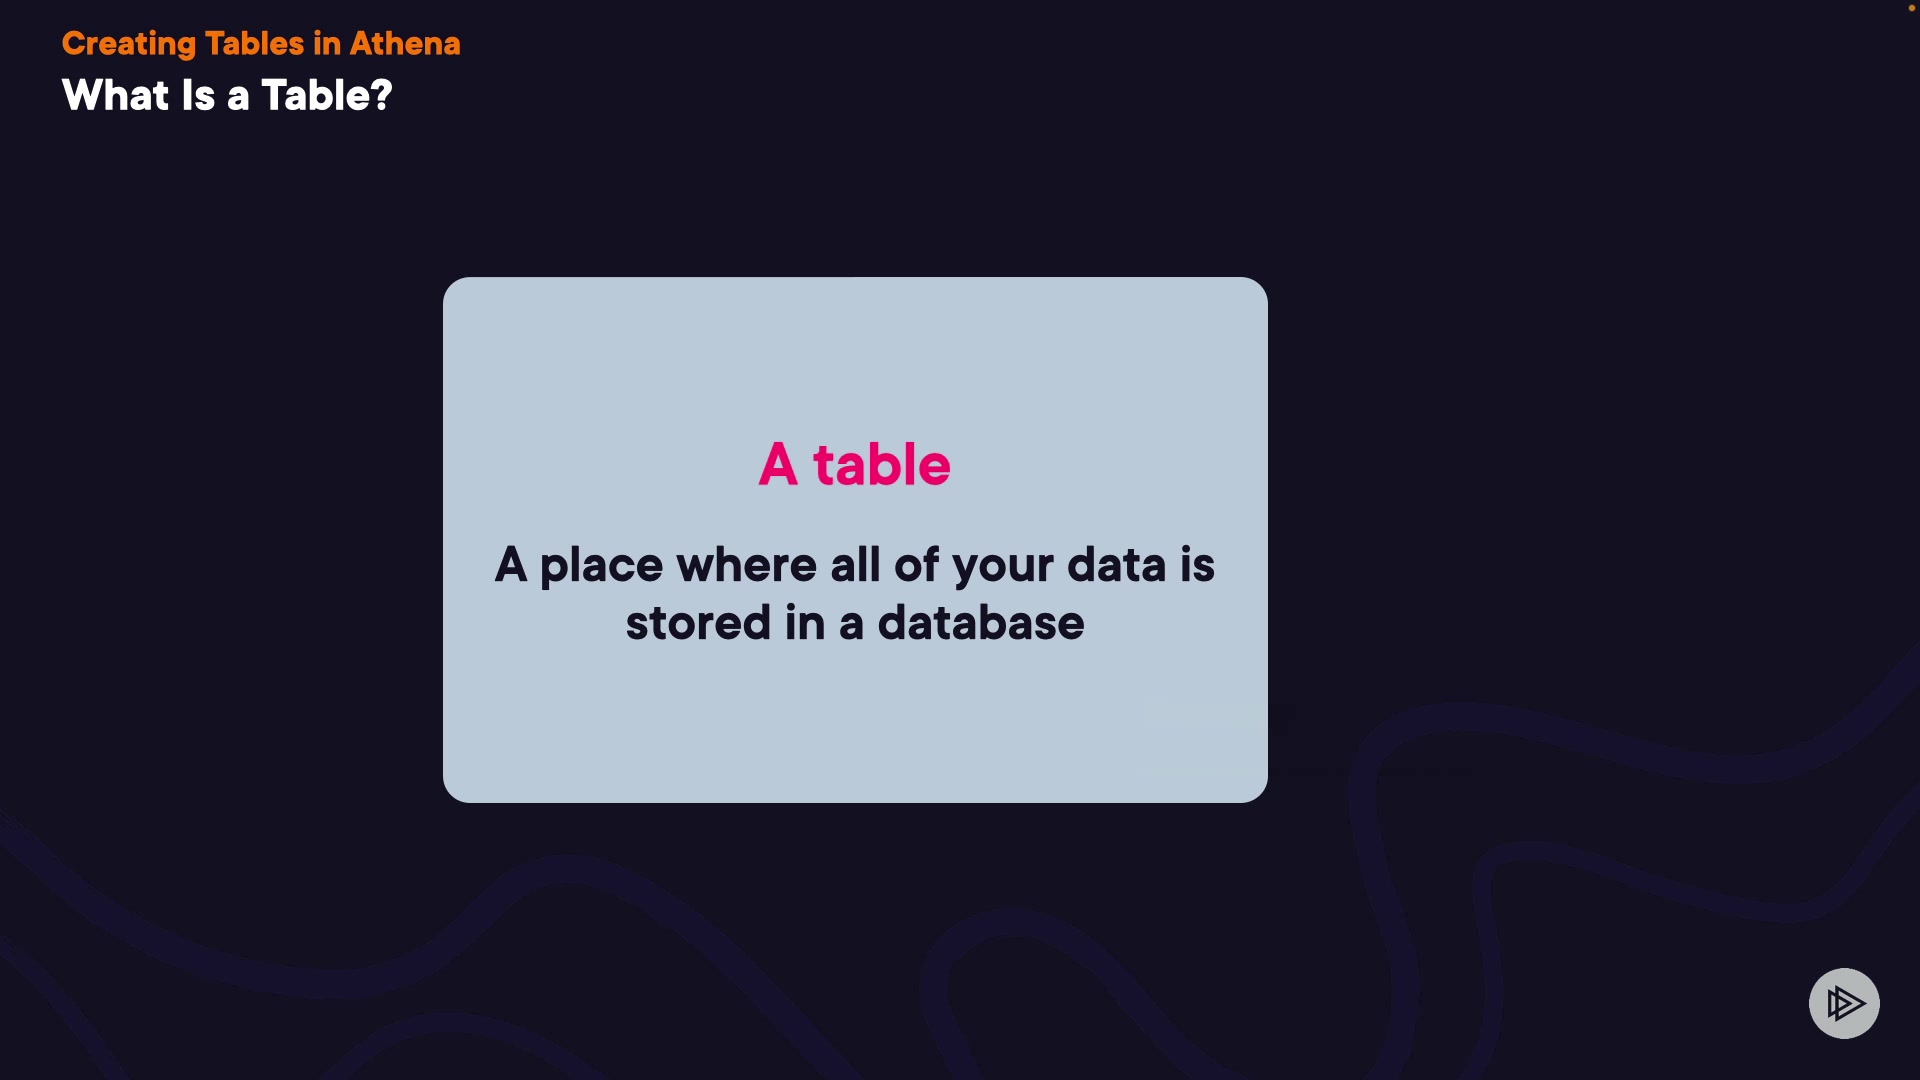 Creating Tables in Athena
What Is a Table?
A table
A place where all of your data is
stored in a database